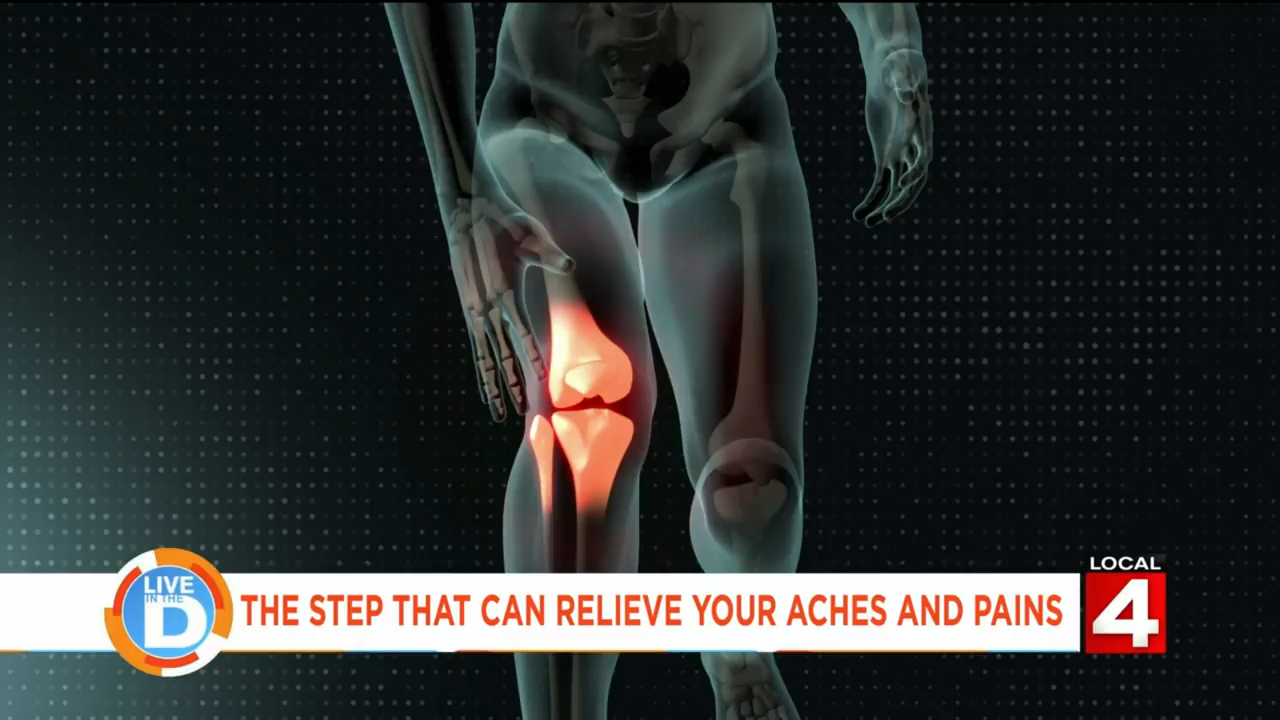 LIVE
IN THE
D
THE STEP THAT CAN RELIEVE YOUR ACHES AND PAINS
LOCAL
4